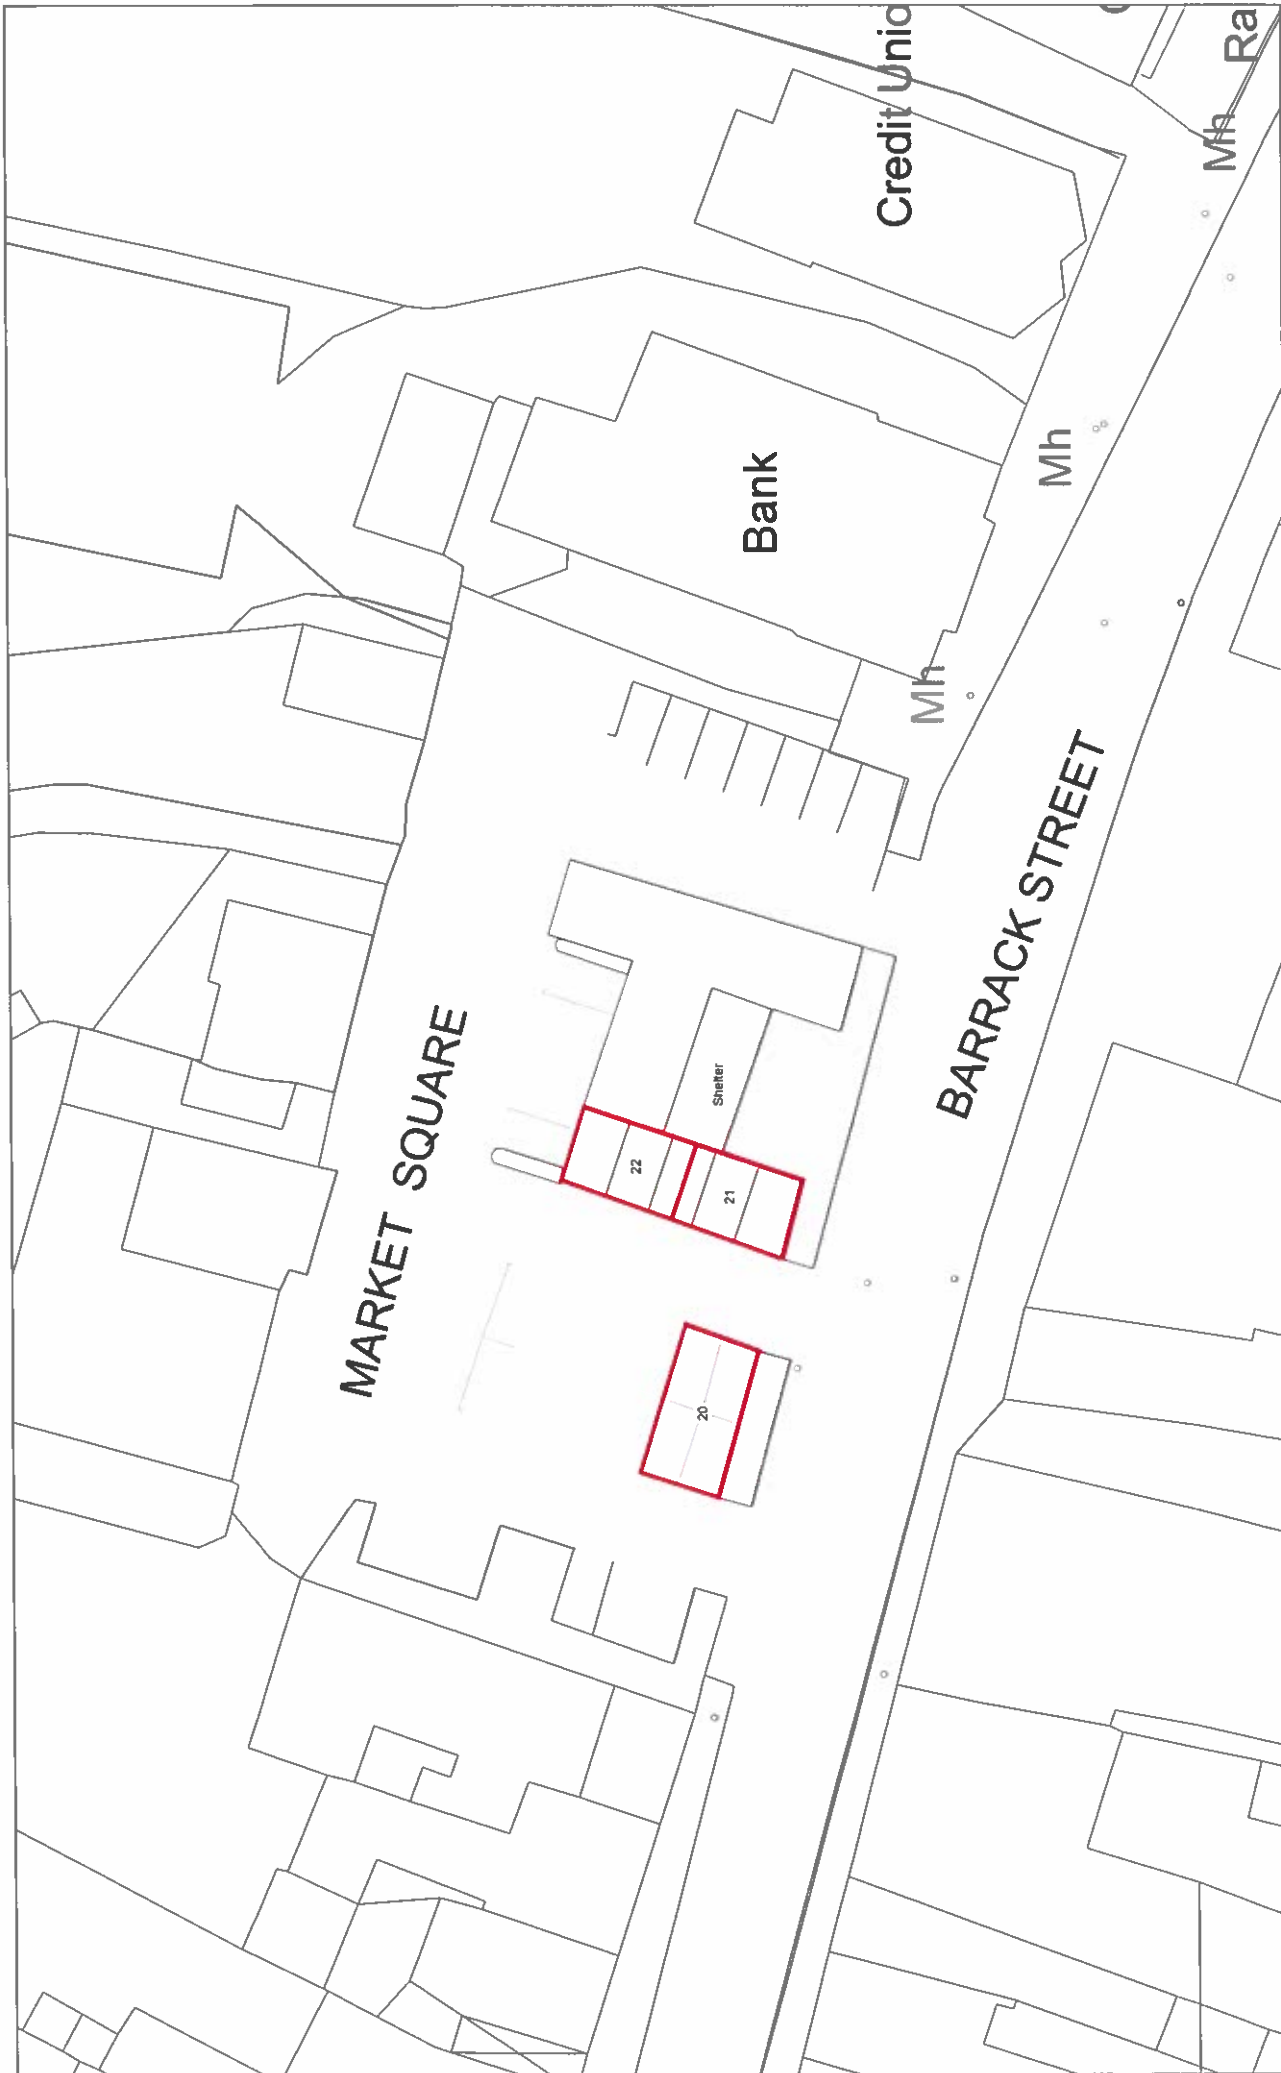 Credit Unio
Ra
Mh
Mh
Bank
Mh
BARRACK STREET
MARKET SQUARE
Shelter
22
21
20